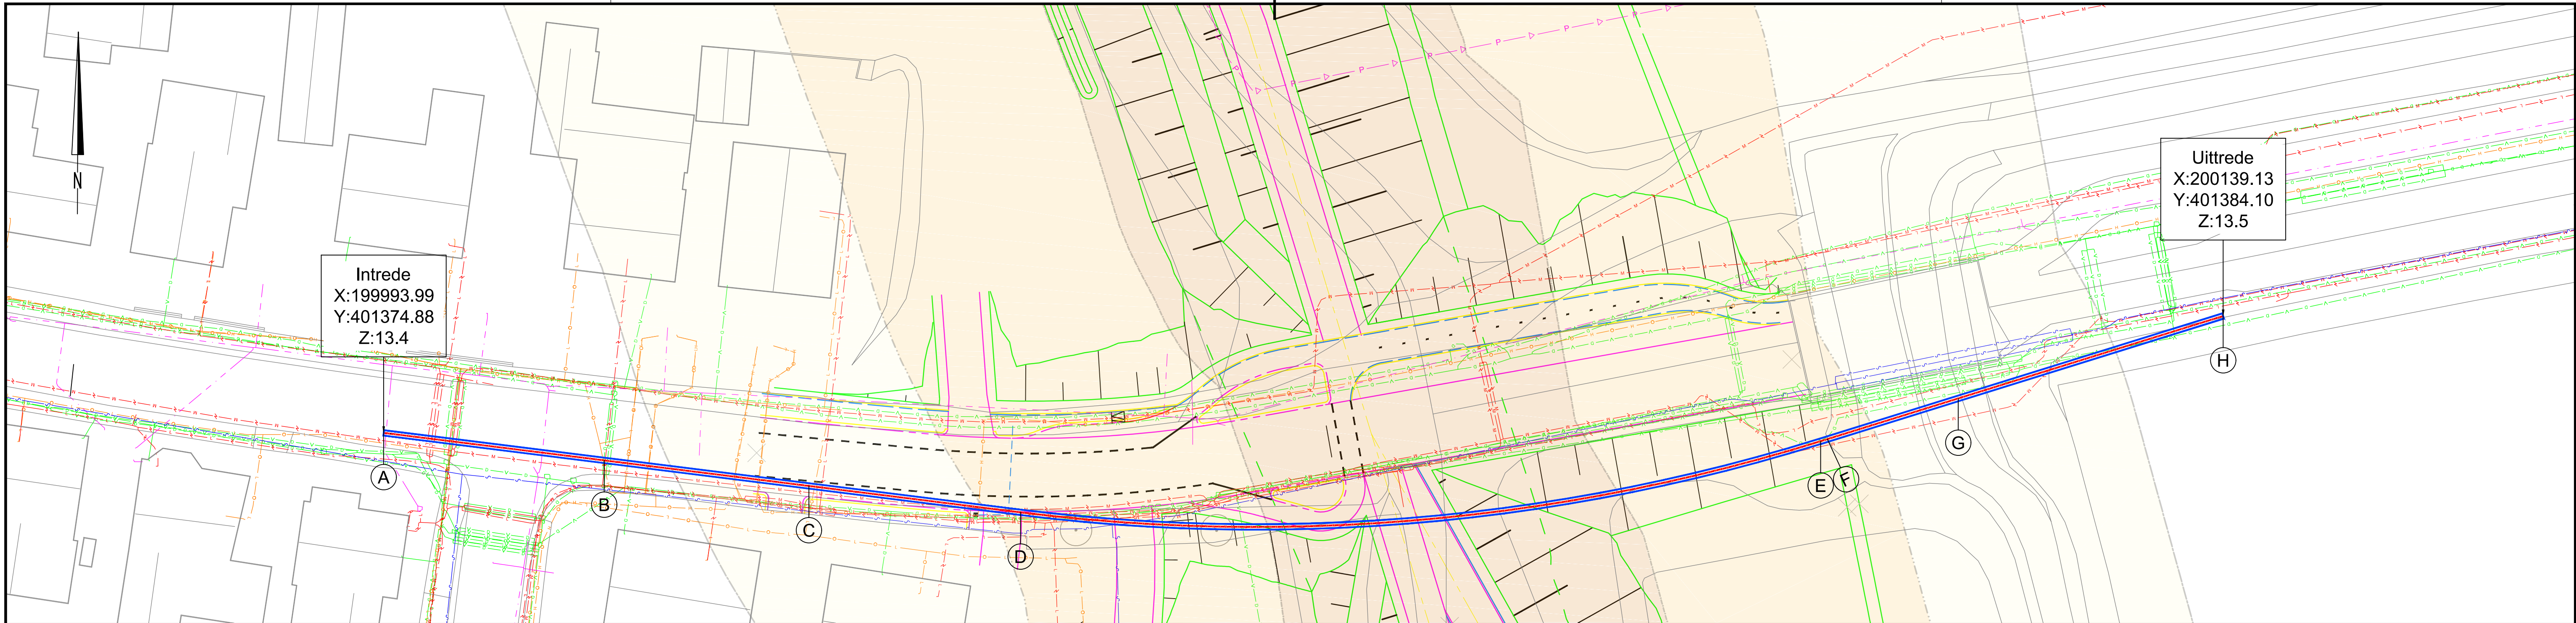 N
Intrede
X:199993.99
Y:401374.88
Z:13.4
Uittrede
X:200139.13
Y:401384.10
Z:13.5
A
B
C
D
E
F
G
H